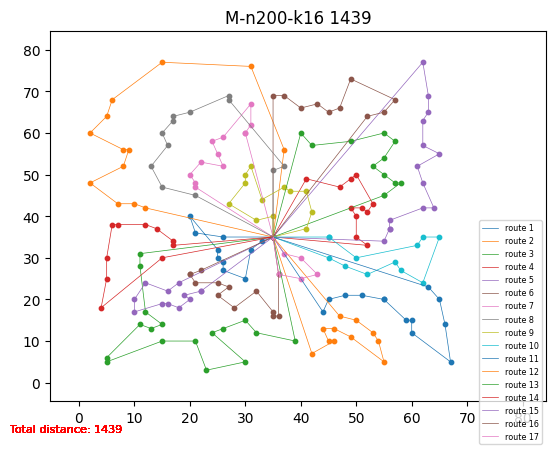 M-n200-k16 1439
80
70
60
50
40
30
20
10
0
0 10 20 30 40 50 60 70 80
route 1
route 2
route 3
route 4
route 5
route 6
route 7
route 8
route 9
route 10
route 11
route 12
route 13
route 14
route 15
route 16
route 17
Total distance: 1439